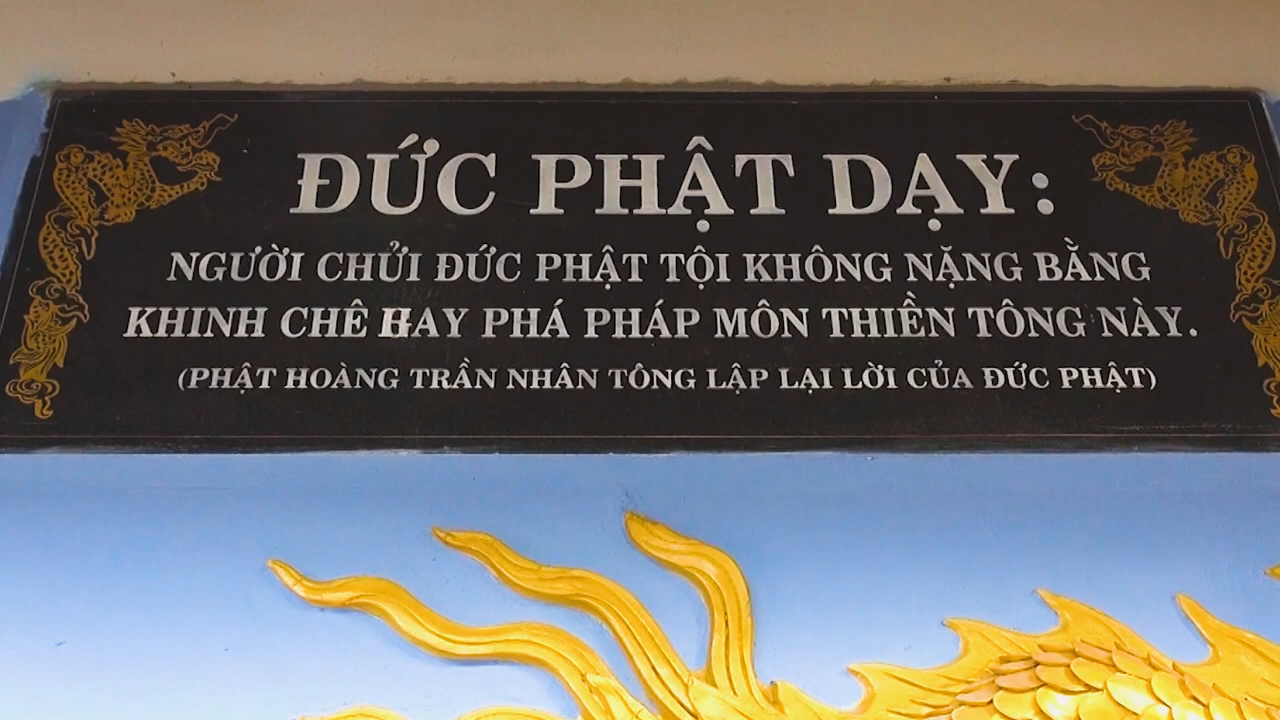 ĐỨC PHẬT DẠY:
NGƯỜI CHỬI ĐỨC PHẬT TỘI KHÔNG NẶNG BẰNG
KHINH CHÊ HAY PHÁ PHÁP MÔN THIỀN TÔNG NÀY.
(PHẬT HOÀNG TRẦN NHÂN TÔNG LẬP LẠI LỜI CỦA ĐỨC PHẬT)